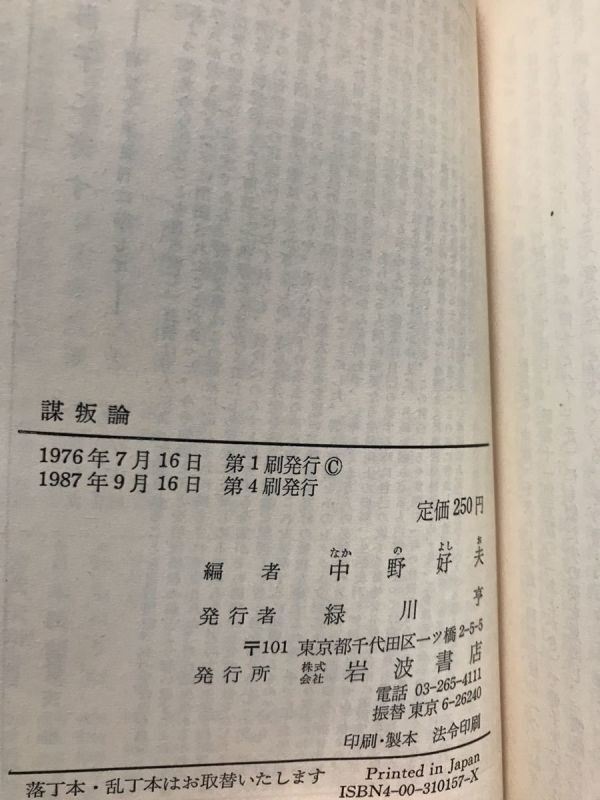 謀叛論
1976年7月16日 第1刷発行©
1987年9月16日 第4刷発行
定価250円
なか の よし お
編者 中野好夫
発行者 緑川亨
〒101 東京都千代田区一ツ橋2-5-5
発行所 株式会社 岩波書店
電話 03-265-4111
振替 東京 6-26240
印刷・製本 法令印刷
落丁本・乱丁本はお取替いたします
Printed in Japan
ISBN4-00-310157-X